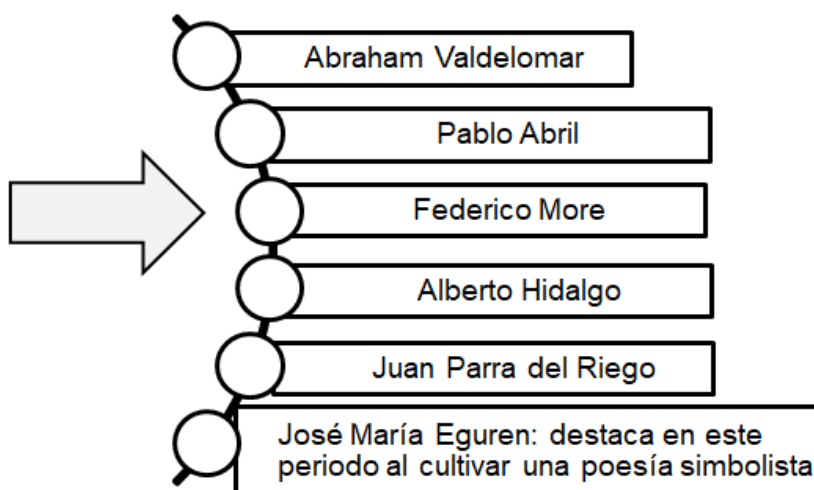 Abraham Valdelomar
Pablo Abril
Federico More
Alberto Hidalgo
Juan Parra del Riego
José María Eguren: destaca en este
periodo al cultivar una poesía simbolista